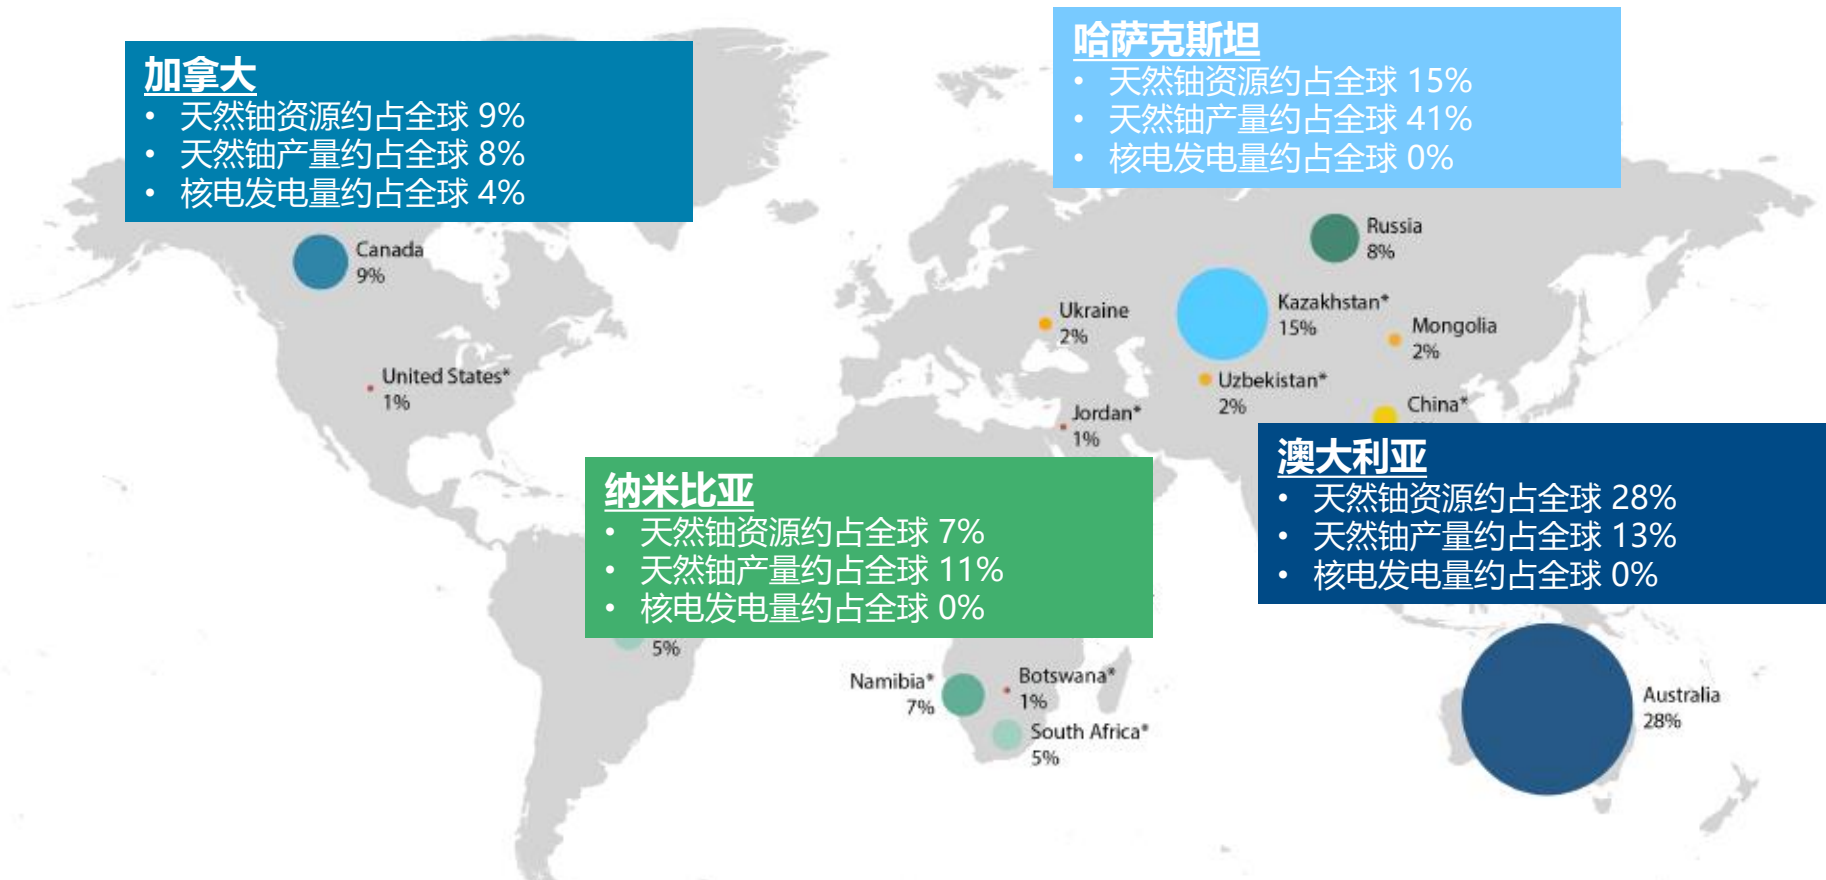 加拿大
• 天然铀资源约占全球 9%
• 天然铀产量约占全球 8%
• 核电发电量约占全球 4%
哈萨克斯坦
• 天然铀资源约占全球 15%
• 天然铀产量约占全球 41%
• 核电发电量约占全球 0%
Canada
9%
Russia
8%
Kazakhstan*
15%
Ukraine
2%
Mongolia
2%
United States*
1%
Uzbekistan*
2%
China*
Jordan*
1%
纳米比亚
• 天然铀资源约占全球 7%
• 天然铀产量约占全球 11%
• 核电发电量约占全球 0%
澳大利亚
• 天然铀资源约占全球 28%
• 天然铀产量约占全球 13%
• 核电发电量约占全球 0%
5%
Namibia*
7%
Botswana*
1%
South Africa*
5%
Australia
28%